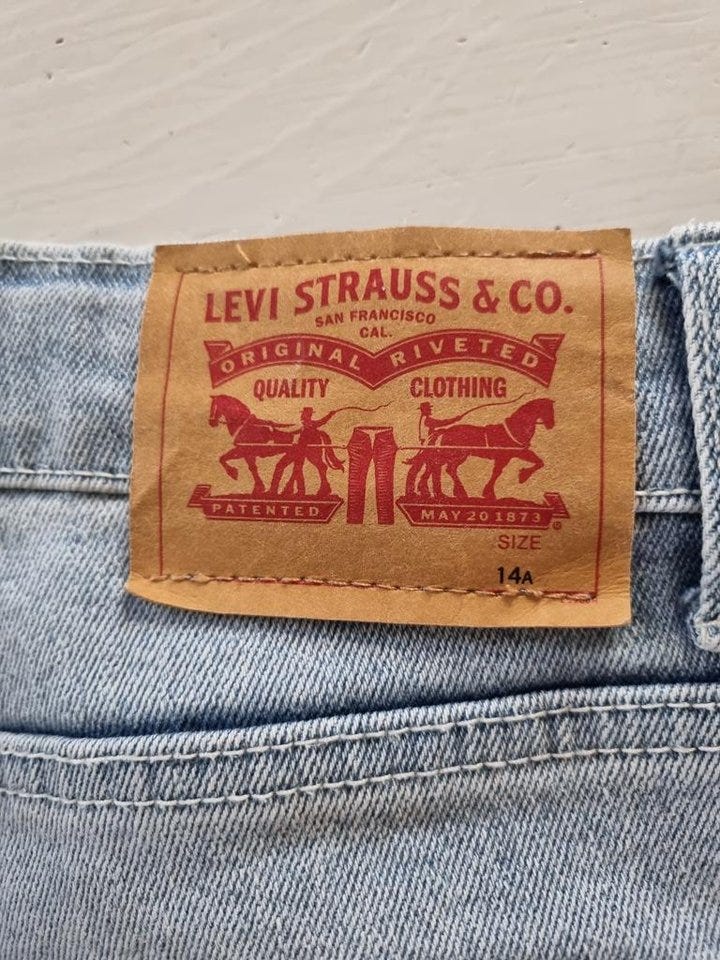 LEVI STRAUSS & CO.
SAN FRANCISCO
CAL.
ORIGINAL RIVETED
QUALITY CLOTHING
PATENTED MAY 20 1873 ®
SIZE
14A